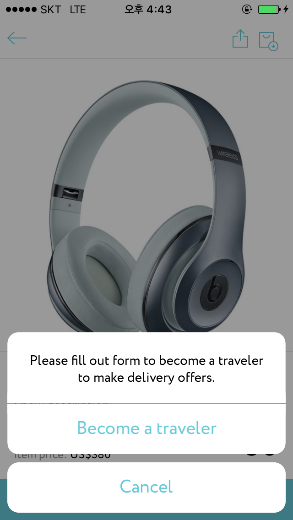 SKT LTE 오후 4:43
Please fill out form to become a traveler
to make delivery offers.
Become a traveler
Item price: US$380
Cancel